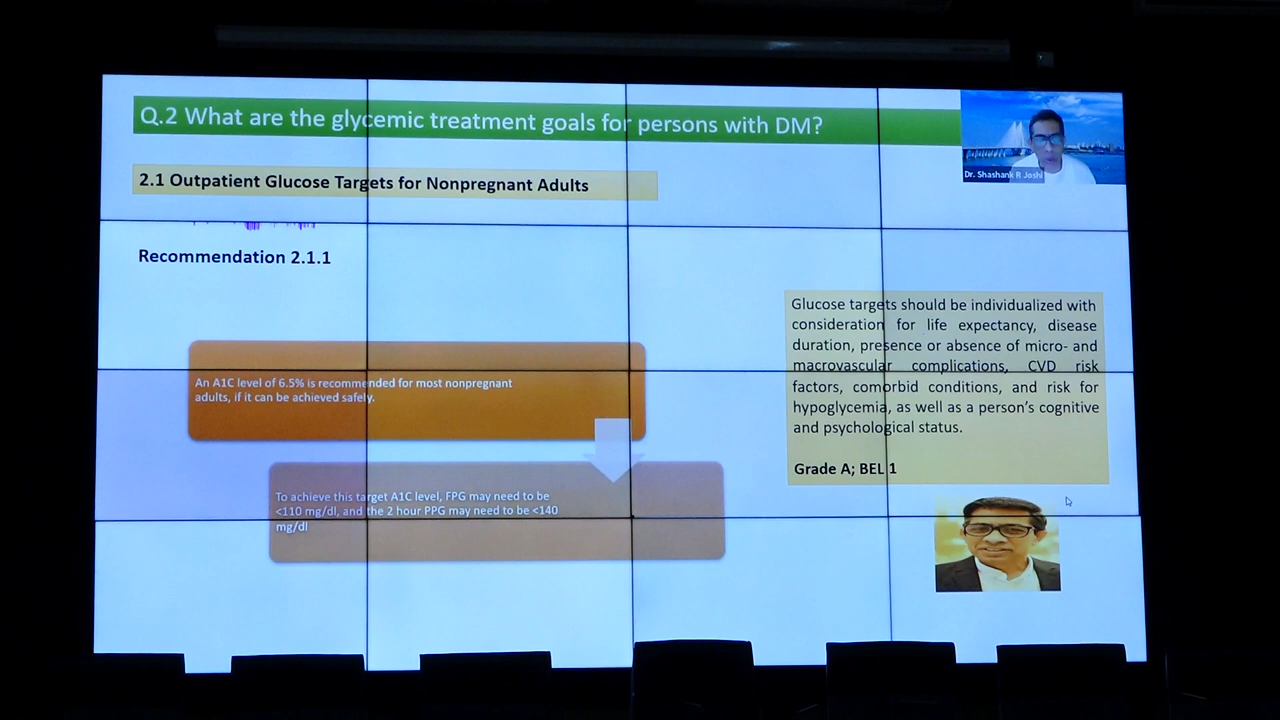 Q.2 What are the glycemic treatment goals for persons with DM?
Dr. Shashank R Joshi
2.1 Outpatient Glucose Targets for Nonpregnant Adults
Recommendation 2.1.1
An A1C level of 6.5% is recommended for most nonpregnant
adults, if it can be achieved safely.
To achieve this target A1C level, FPG may need to be
<110 mg/dl, and the 2 hour PPG may need to be <140
mg/dl
Glucose targets should be individualized with
consideration for life expectancy, disease
duration, presence or absence of micro- and
macrovascular complications, CVD risk
factors, comorbid conditions, and risk for
hypoglycemia, as well as a person's cognitive
and psychological status.
Grade A; BEL 1